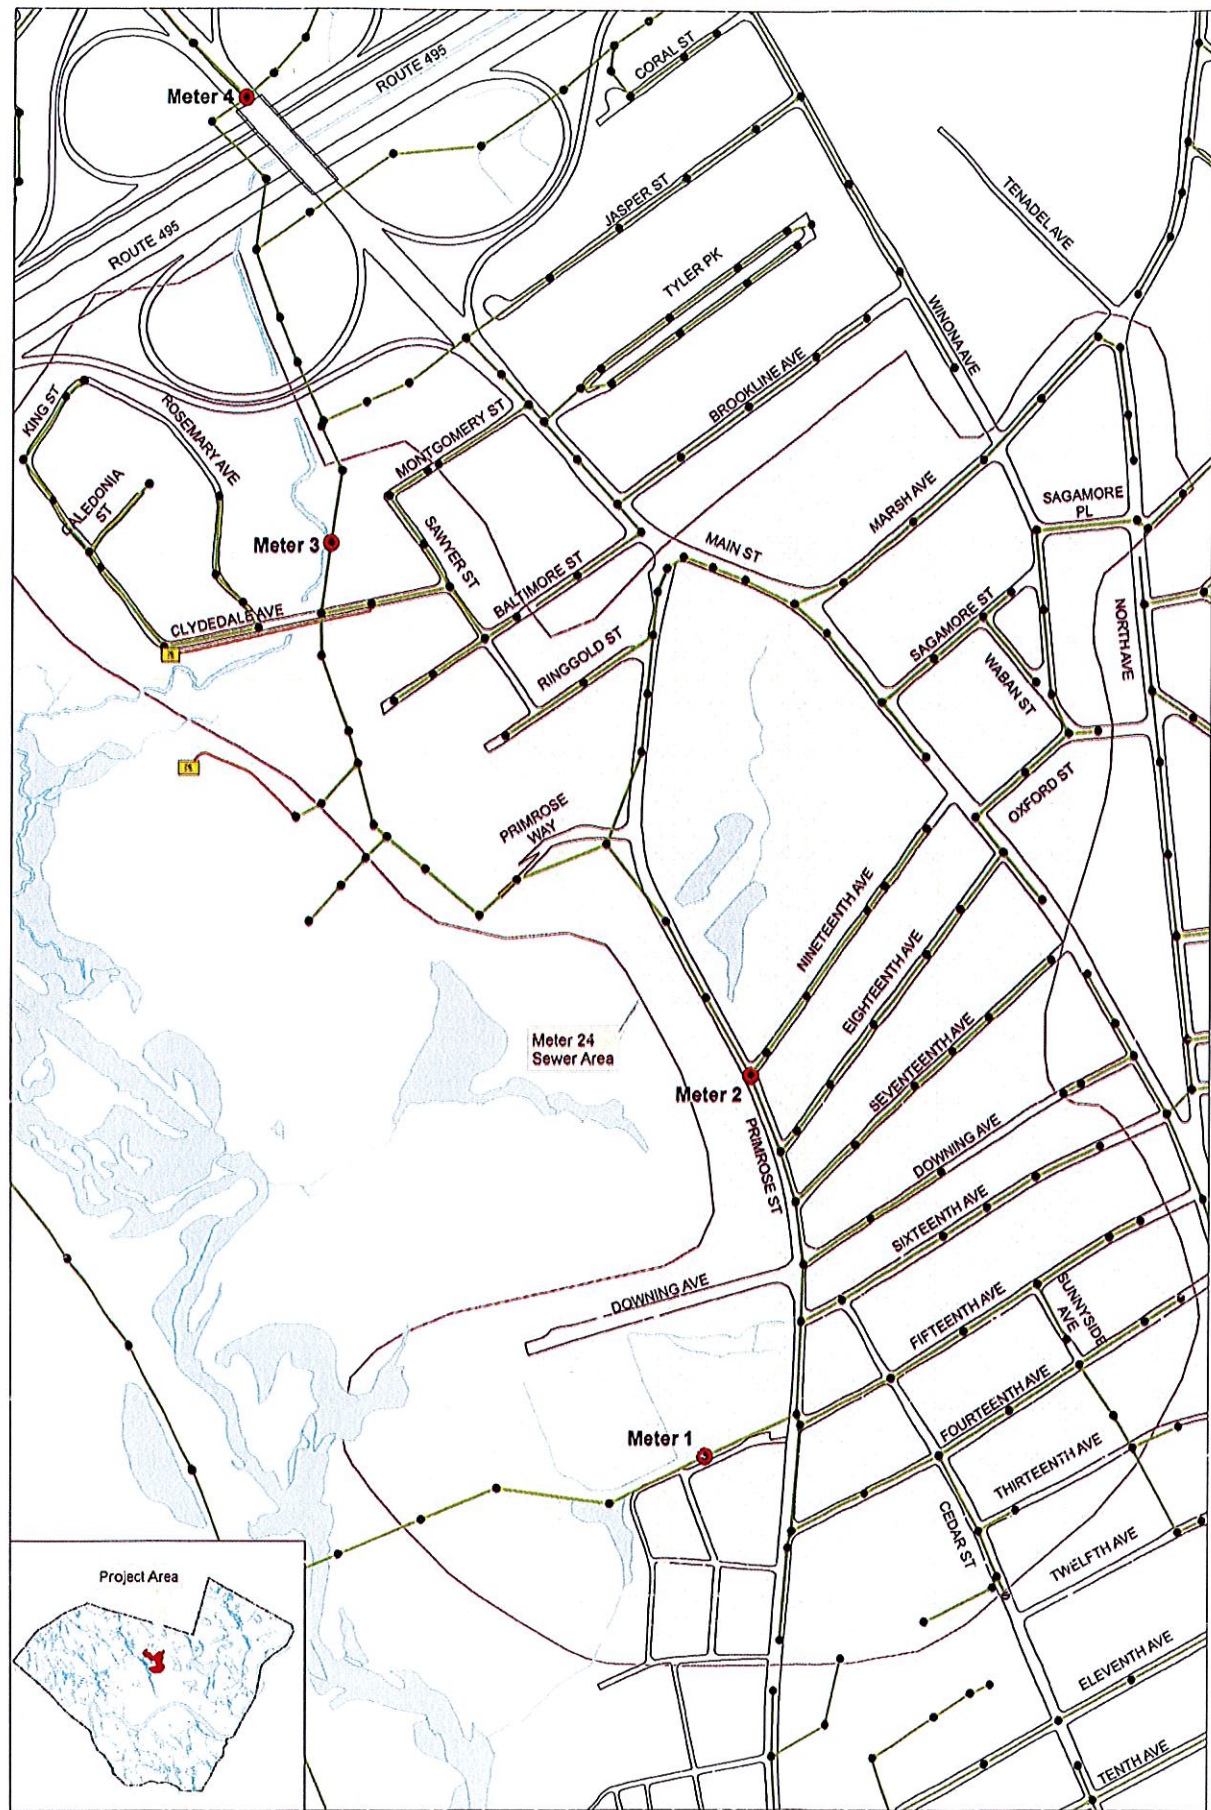 CORAL ST
ROUTE 495
Meter 4
JASPER ST
TENADEL AVE
ROUTE 495
TYLER PK
WINONA AVE
BROOKLINE AVE
KING ST
ROSEMARY AVE
MONTGOMERY ST
CALEDONIA
ST
MARSH AVE
SAGAMORE
PL
Meter 3
SAWYER ST
MAIN ST
BALTIMORE ST
CLYDEDALE AVE
SAGAMORE ST
NORTH AVE
RINGGOLD ST
WABAN ST
OXFORD ST
PRIMROSE
WAY
NINETEENTH AVE
EIGHTEENTH AVE
Meter 24
Sewer Area
SEVENTEENTH AVE
Meter 2
PRIMROSE ST
DOWNING AVE
SIXTEENTH AVE
DOWNING AVE
FIFTEENTH AVE
SUNNYSIDE
AVE
FOURTEENTH AVE
Meter 1
THIRTEENTH AVE
CEDAR ST
TWELFTH AVE
Project Area
ELEVENTH AVE
TENTH AVE